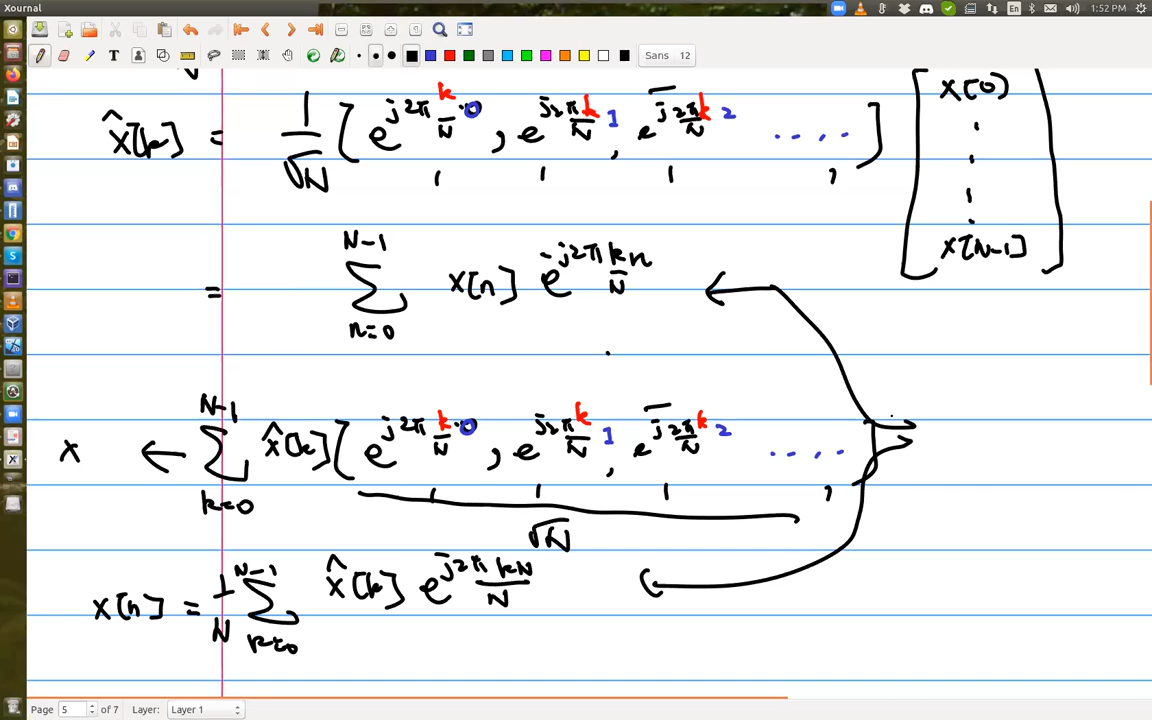 Xournal
En
1:52 PM
Sans 12
x̂[k] = 1/√N [ e^{j2π k/N ·0} , e^{j2π k/N 1} , e^{j2π k/N 2} .... ] [ x[0]
x[N-1] ]
= Σ_{n=0}^{N-1} x[n] e^{-j2π kn/N}
x ← Σ_{k=0}^{N-1} x̂[k] [ e^{j2π k/N ·0} , e^{j2π k/N 1} , e^{j2π k/N 2} ....
√N
x[n] = 1/N Σ_{k=0}^{N-1} x̂[k] e^{j2π kN/N}
Page 5 of 7 Layer: Layer 1